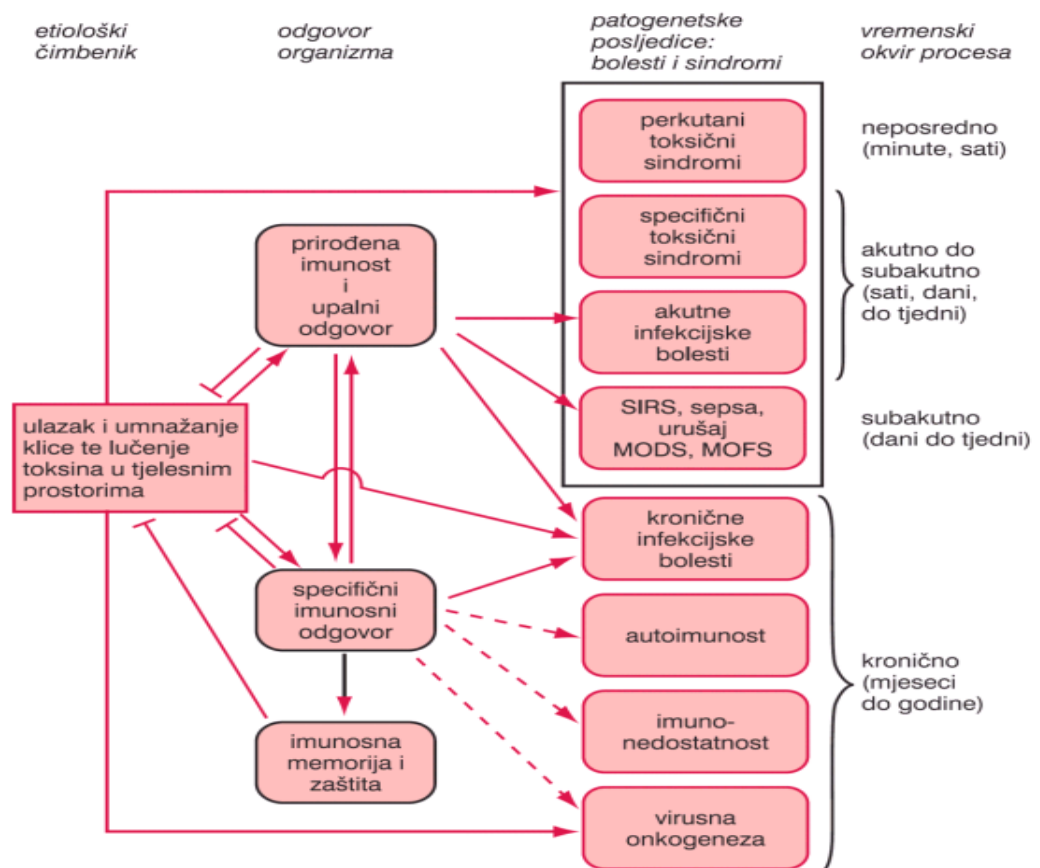 etiološki
čimbenik
odgovor
organizma
patogenetske
posljedice:
bolesti i sindromi
vremenski
okvir procesa
perkutani
toksični
sindromi
neposredno
(minute, sati)
specifični
toksični
sindromi
akutno do
subakutno
(sati, dani,
do tjedni)
prirođena
imunost
i
upalni
odgovor
akutne
infekcijske
bolesti
SIRS, sepsa,
urušaj
MODS, MOFS
subakutno
(dani do tjedni)
ulazak i umnažanje
klice te lučenje
toksina u tjelesnim
prostorima
kronične
infekcijske
bolesti
specifični
imunosni
odgovor
autoimunost
kronično
(mjeseci
do godine)
imuno-
nedostatnost
imunosna
memorija i
zaštita
virusna
onkogeneza